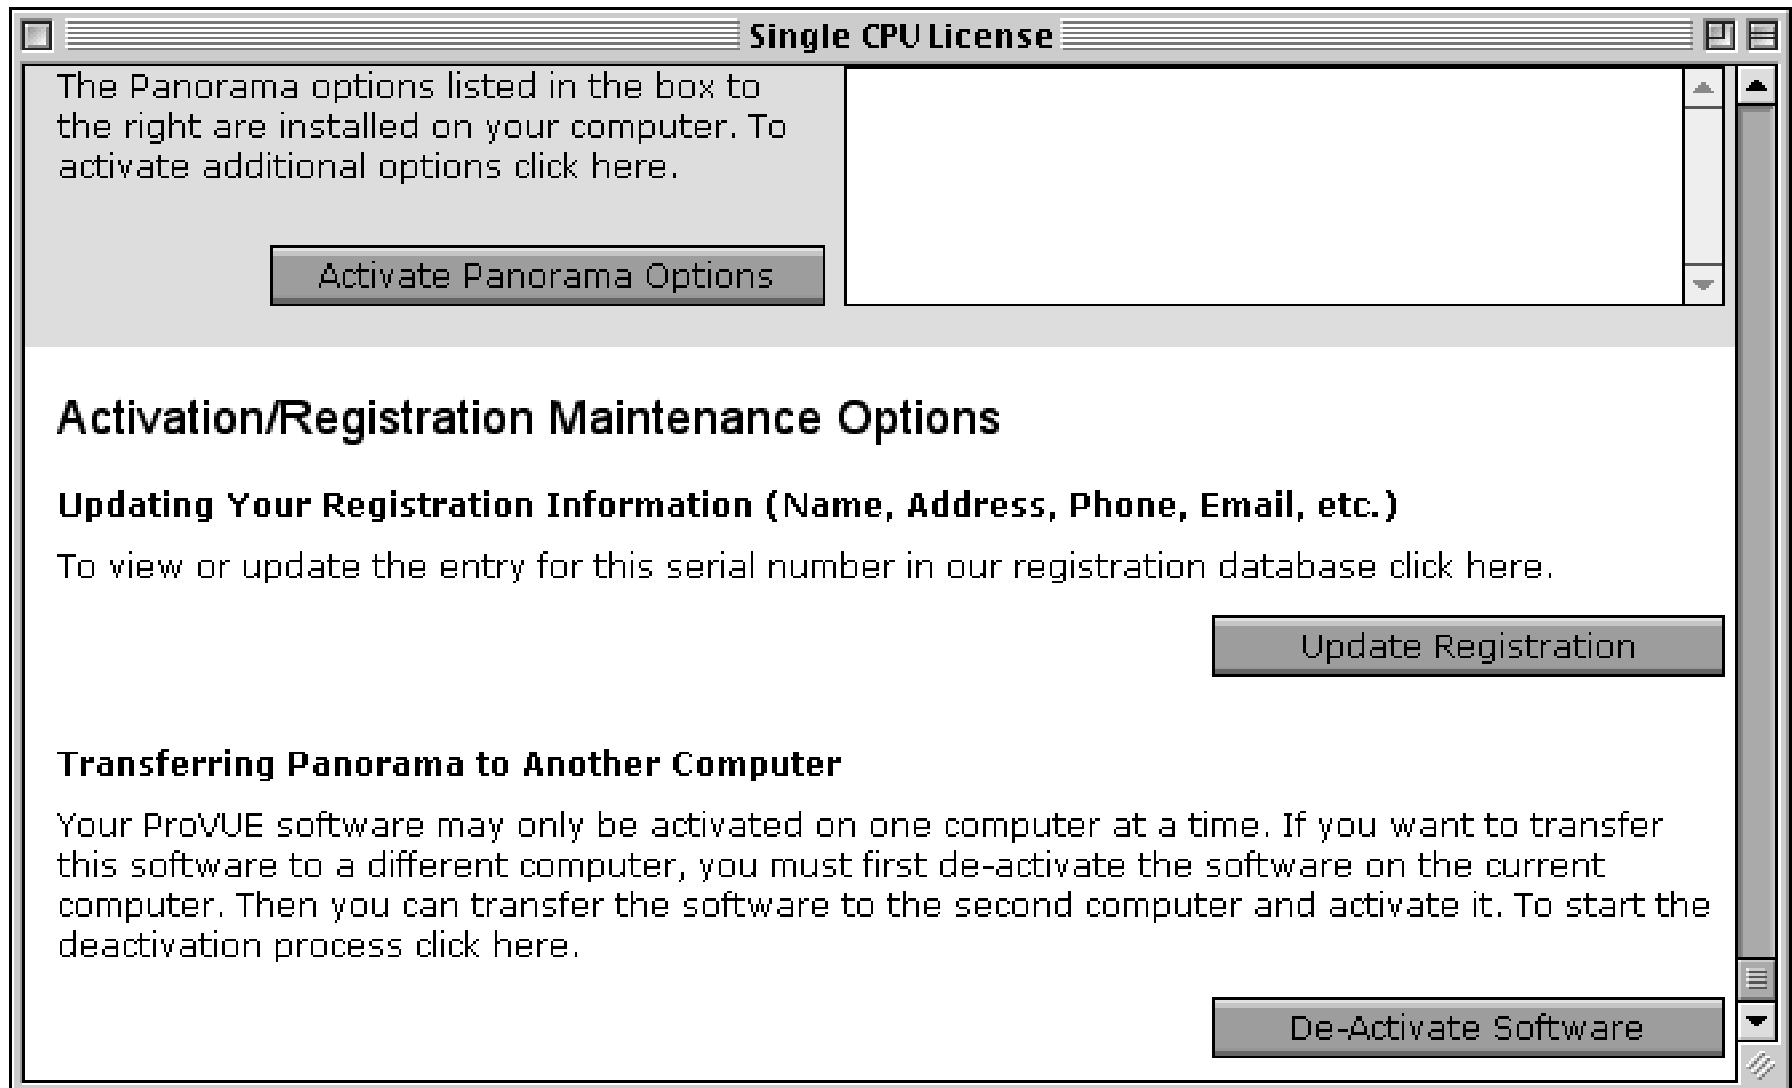 Single CPU License
The Panorama options listed in the box to
the right are installed on your computer. To
activate additional options click here.
Activate Panorama Options
Activation/Registration Maintenance Options
Updating Your Registration Information (Name, Address, Phone, Email, etc.)
To view or update the entry for this serial number in our registration database click here.
Update Registration
Transferring Panorama to Another Computer
Your ProVUE software may only be activated on one computer at a time. If you want to transfer
this software to a different computer, you must first de-activate the software on the current
computer. Then you can transfer the software to the second computer and activate it. To start the
deactivation process click here.
De-Activate Software